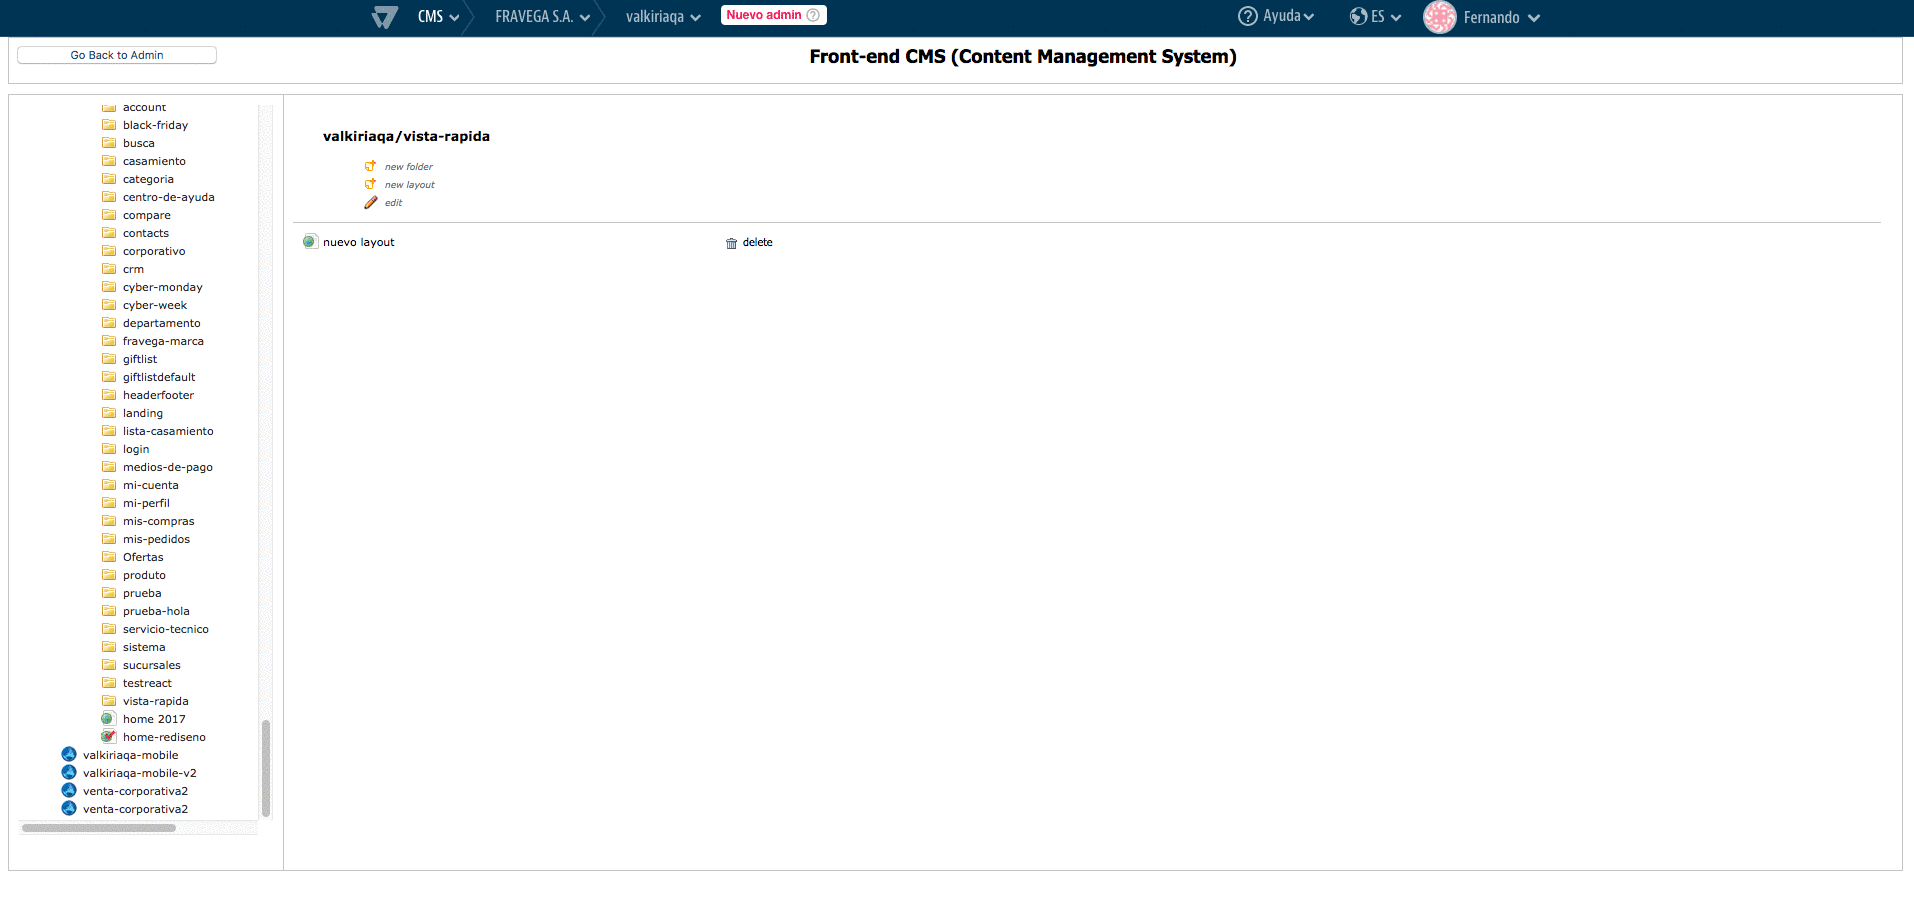 CMS FRAVEGA S.A. valkiriaqa Nuevo admin Ayuda ES Fernando
Go Back to Admin
Front-end CMS (Content Management System)
account
black-friday
busca
casamiento
categoria
centro-de-ayuda
compare
contacts
corporativo
crm
cyber-monday
cyber-week
departamento
fravega-marca
giftlist
giftlistdefault
headerfooter
landing
lista-casamiento
login
medios-de-pago
mi-cuenta
mi-perfil
mis-compras
mis-pedidos
Ofertas
produto
prueba
prueba-hola
servicio-tecnico
sistema
sucursales
testreact
vista-rapida
home 2017
home-rediseno
valkiriaqa-mobile
valkiriaqa-mobile-v2
venta-corporativa2
venta-corporativa2
valkiriaqa/vista-rapida
new folder
new layout
edit
nuevo layout delete